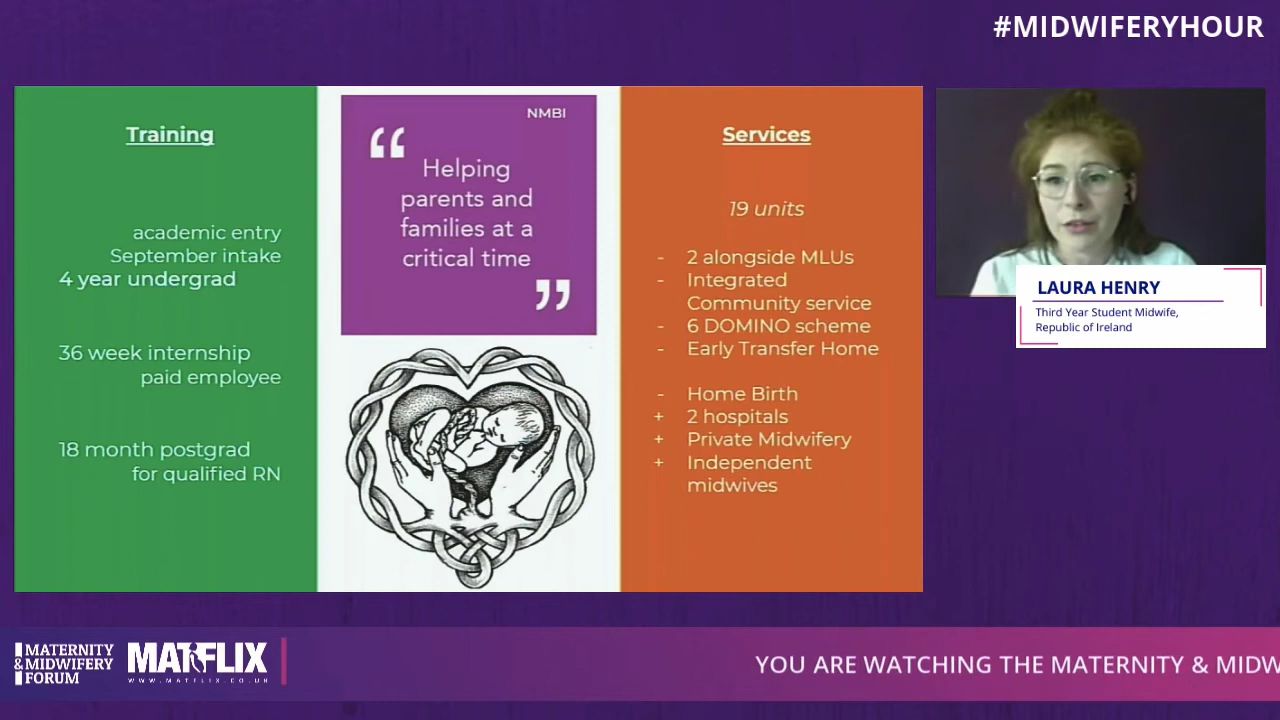 #MIDWIFERYHOUR
Training
academic entry
September intake
4 year undergrad
36 week internship
paid employee
18 month postgrad
for qualified RN
NMBI
“
Helping
parents and
families at a
critical time
”
Services
19 units
- 2 alongside MLUs
- Integrated
Community service
- 6 DOMINO scheme
- Early Transfer Home
- Home Birth
+ 2 hospitals
+ Private Midwifery
+ Independent
midwives
LAURA HENRY
Third Year Student Midwife,
Republic of Ireland
MATERNITY
& MIDWIFERY
FORUM
MATFLIX
WWW.MATFLIX.CO.UK
YOU ARE WATCHING THE MATERNITY & MIDW